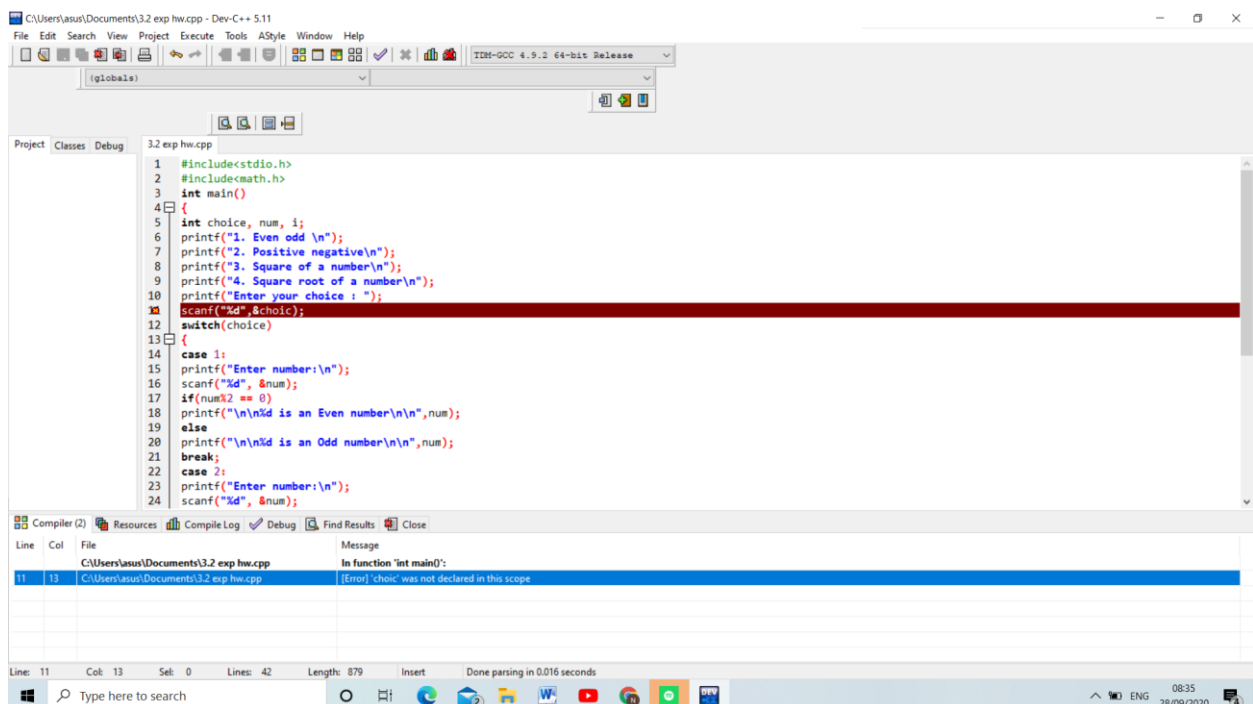 C:\Users\asus\Documents\3.2 exp hw.cpp - Dev-C++ 5.11
File Edit Search View Project Execute Tools AStyle Window Help
TDM-GCC 4.9.2 64-bit Release
(globals)
Project Classes Debug 3.2 exp hw.cpp
1 #include<stdio.h>
2 #include<math.h>
3 int main()
4 {
5 int choice, num, i;
6 printf("1. Even odd \n");
7 printf("2. Positive negative\n");
8 printf("3. Square of a number\n");
9 printf("4. Square root of a number\n");
10 printf("Enter your choice : ");
11 scanf("%d",&choic);
12 switch(choice)
13 {
14 case 1:
15 printf("Enter number:\n");
16 scanf("%d", &num);
17 if(num%2 == 0)
18 printf("\n\n%d is an Even number\n\n",num);
19 else
20 printf("\n\n%d is an Odd number\n\n",num);
21 break;
22 case 2:
23 printf("Enter number:\n");
24 scanf("%d", &num);
Compiler (2) Resources Compile Log Debug Find Results Close
Line Col File Message
C:\Users\asus\Documents\3.2 exp hw.cpp In function 'int main()':
11 13 C:\Users\asus\Documents\3.2 exp hw.cpp [Error] 'choic' was not declared in this scope
Line: 11 Col: 13 Sel: 0 Lines: 42 Length: 879 Insert Done parsing in 0.016 seconds
Type here to search
ENG 08:35
28/09/2020